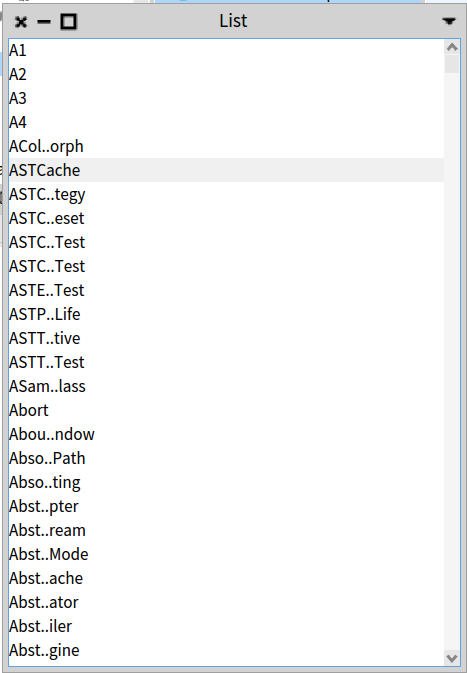 List
A1
A2
A3
A4
ACol..orph
ASTCache
ASTC..tegy
ASTC..eset
ASTC..Test
ASTC..Test
ASTE..Test
ASTP..Life
ASTT..tive
ASTT..Test
ASam..lass
Abort
Abou..ndow
Abso..Path
Abso..ting
Abst..pter
Abst..ream
Abst..Mode
Abst..ache
Abst..ator
Abst..iler
Abst..gine